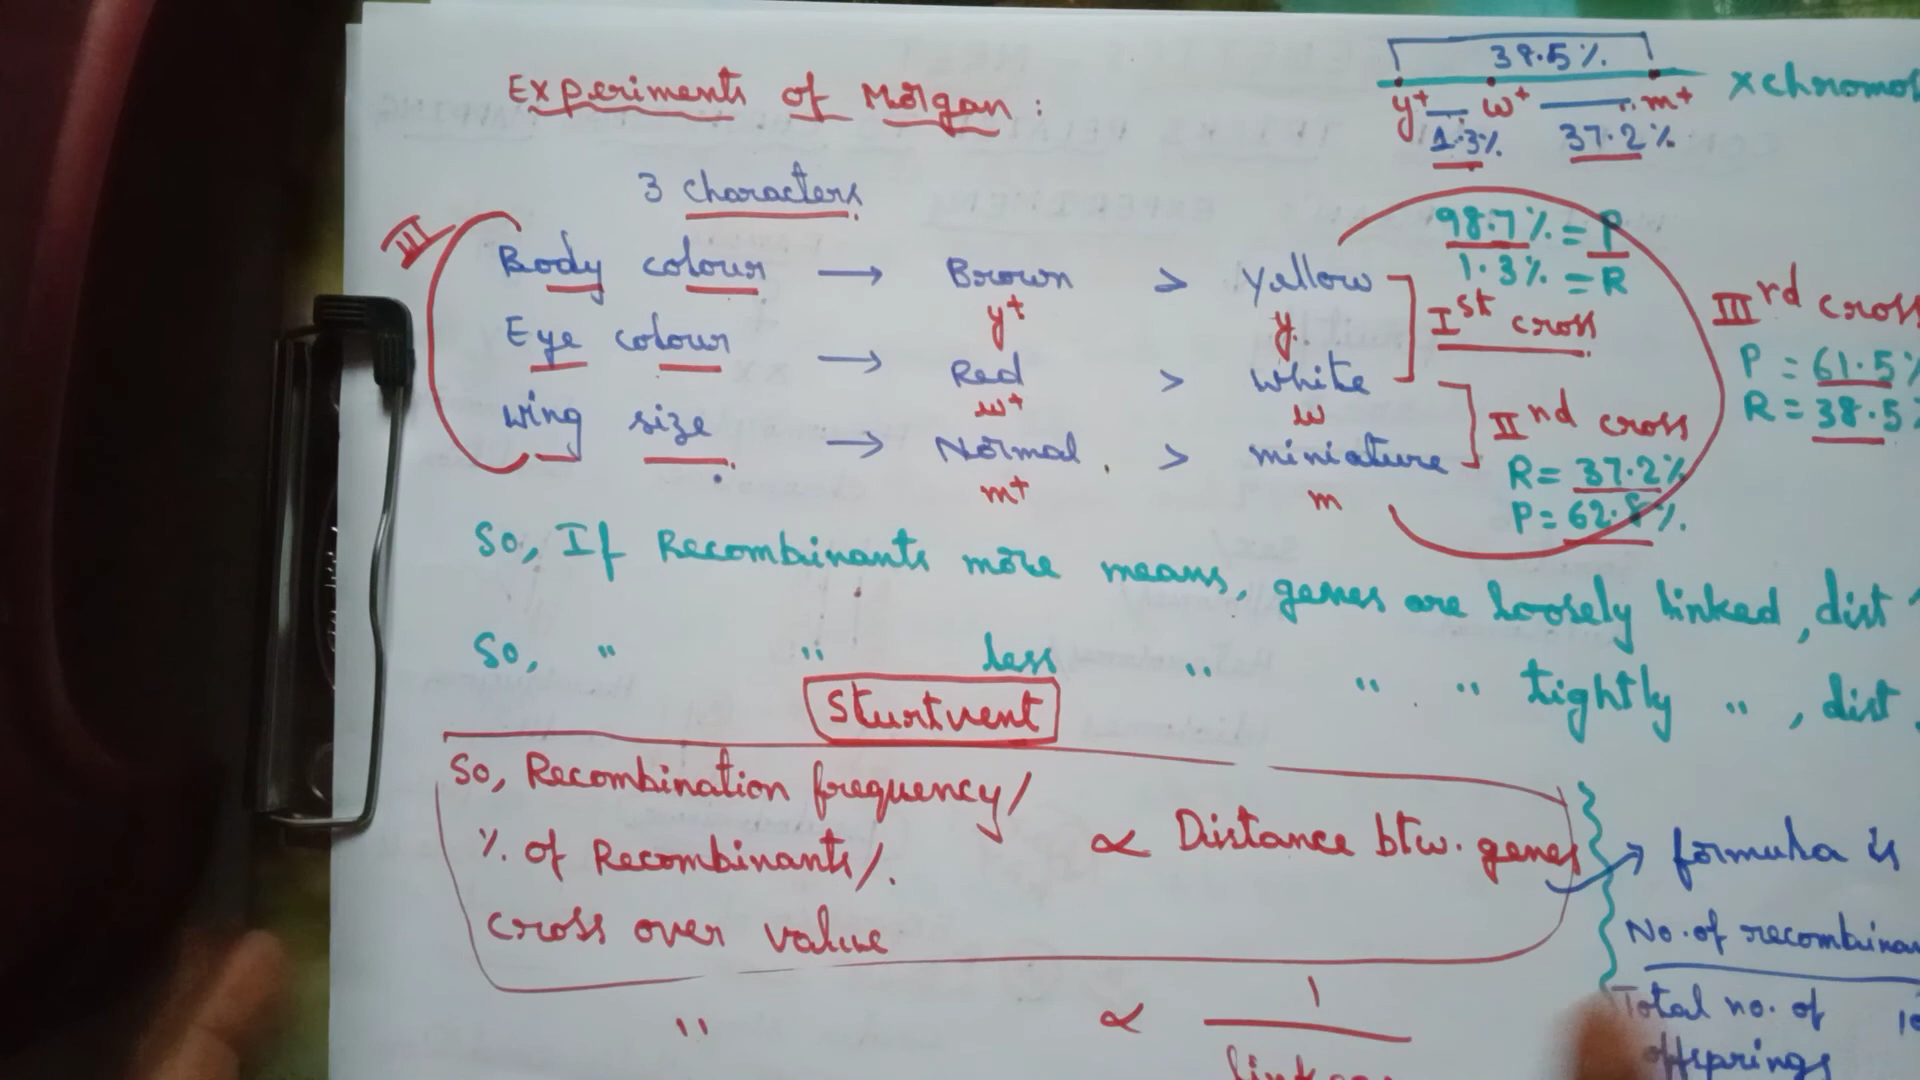 Experiments of Morgan :
38.5%
y+ w+ m+
x chromo
1.3% 37.2%
3 characters
III
Body colour → Brown > yellow
y+ y
Eye colour → Red > white
w+ w
wing size → Normal > miniature
m+ m
98.7% = P
1.3% = R
Ist cross
IInd cross
R = 37.2%
P = 62.8%
IIIrd cross
P = 61.5%
R = 38.5%
So, If Recombinants more means, genes are loosely linked, dist
So, " " less " " " tightly ", dist
Sturtvent
So, Recombination frequency/
% of Recombinants/.
cross over value
∝ Distance btw. genes
→ formula is
No. of recombinan
Total no. of
offsprings
10
" ∝ 1